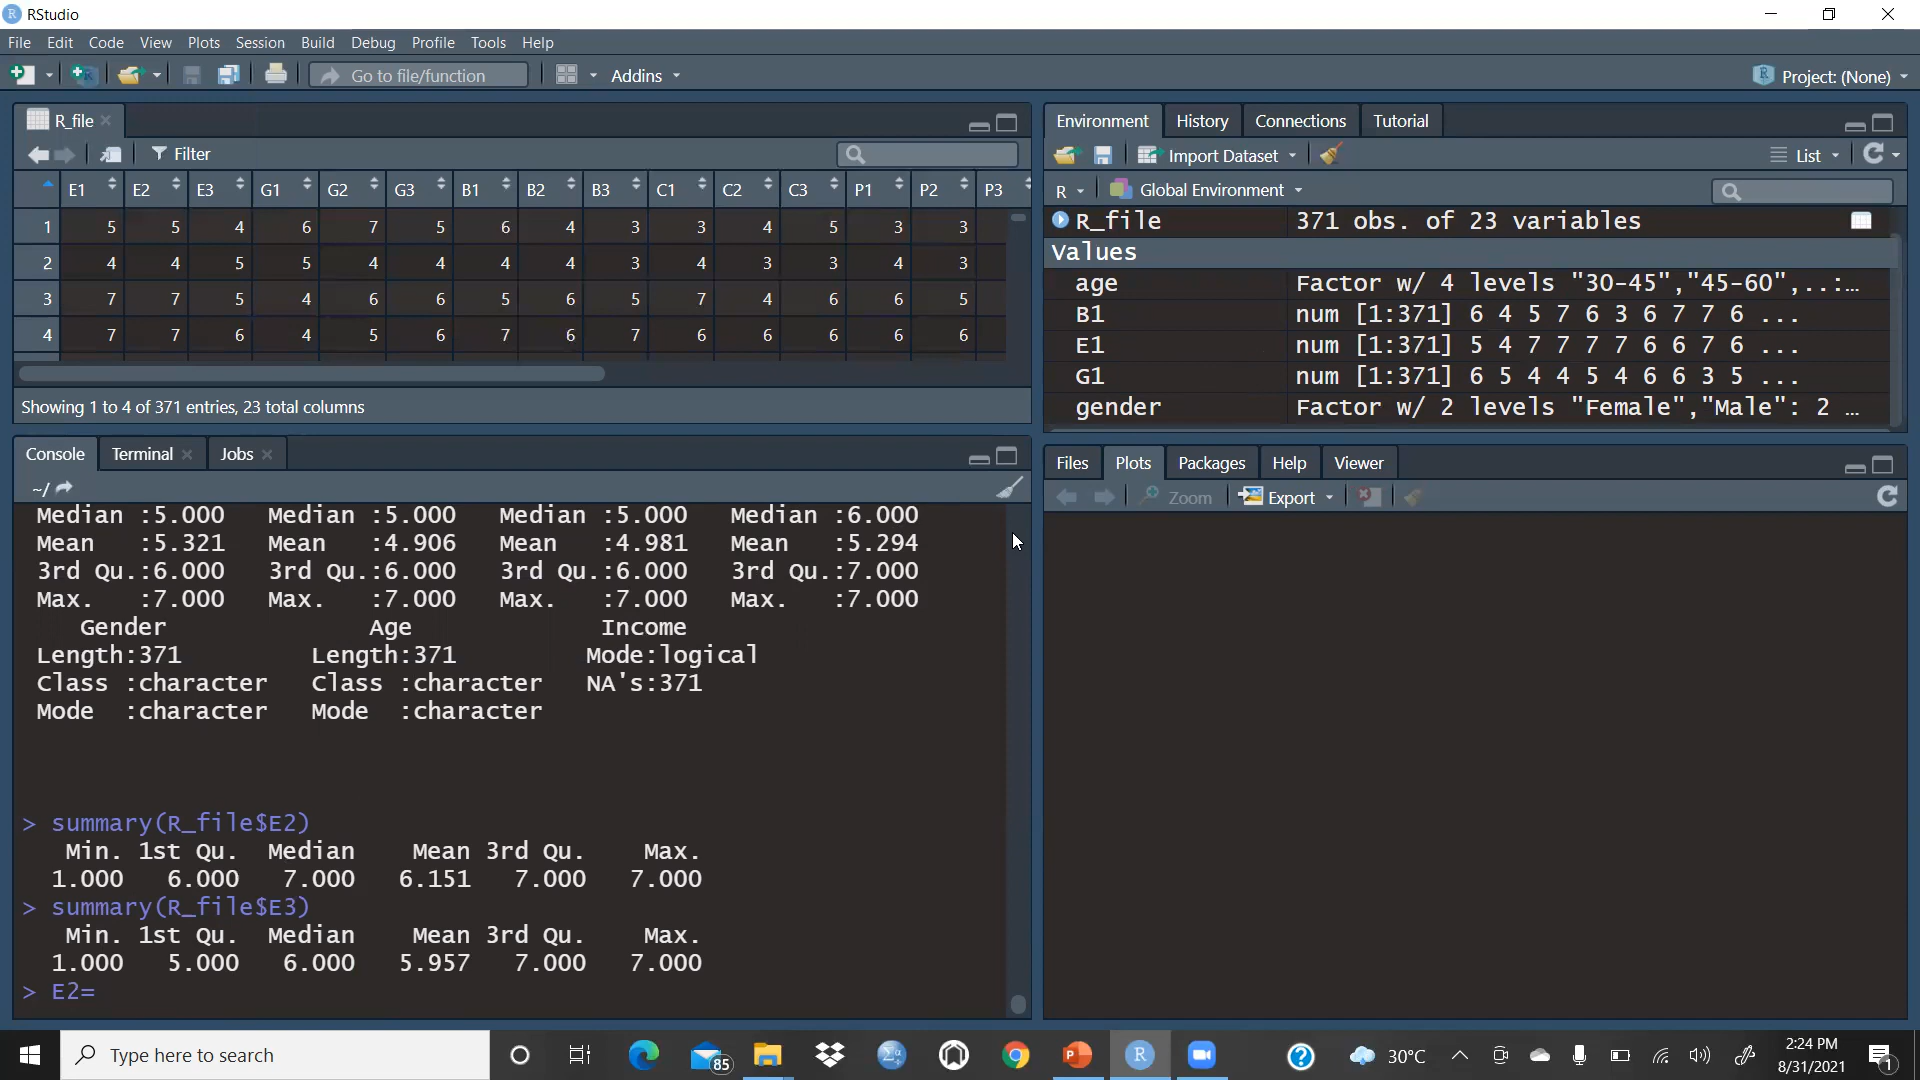 RStudio
File Edit Code View Plots Session Build Debug Profile Tools Help
Go to file/function Addins Project: (None)
R_file
Filter
E1 E2 E3 G1 G2 G3 B1 B2 B3 C1 C2 C3 P1 P2 P3
1 5 5 4 6 7 5 6 4 3 3 4 5 3 3
2 4 4 5 5 4 4 4 4 3 4 3 3 4 3
3 7 7 5 4 6 6 5 6 5 7 4 6 6 5
4 7 7 6 4 5 6 7 6 7 6 6 6 6 6
Showing 1 to 4 of 371 entries, 23 total columns
Console Terminal Jobs
~/
Median :5.000 Median :5.000 Median :5.000 Median :6.000
Mean :5.321 Mean :4.906 Mean :4.981 Mean :5.294
3rd Qu.:6.000 3rd Qu.:6.000 3rd Qu.:6.000 3rd Qu.:7.000
Max. :7.000 Max. :7.000 Max. :7.000 Max. :7.000
Gender Age Income
Length:371 Length:371 Mode:logical
Class :character Class :character NA's:371
Mode :character Mode :character
> summary(R_file$E2)
Min. 1st Qu. Median Mean 3rd Qu. Max.
1.000 6.000 7.000 6.151 7.000 7.000
> summary(R_file$E3)
Min. 1st Qu. Median Mean 3rd Qu. Max.
1.000 5.000 6.000 5.957 7.000 7.000
> E2=
Environment History Connections Tutorial
Import Dataset List
R Global Environment
R_file 371 obs. of 23 variables
Values
age Factor w/ 4 levels "30-45","45-60",..:…
B1 num [1:371] 6 4 5 7 6 3 6 7 7 6 ...
E1 num [1:371] 5 4 7 7 7 7 6 6 7 6 ...
G1 num [1:371] 6 5 4 4 5 4 6 6 3 5 ...
gender Factor w/ 2 levels "Female","Male": 2 …
Files Plots Packages Help Viewer
Zoom Export
Type here to search
85
30°C
2:24 PM
8/31/2021
1